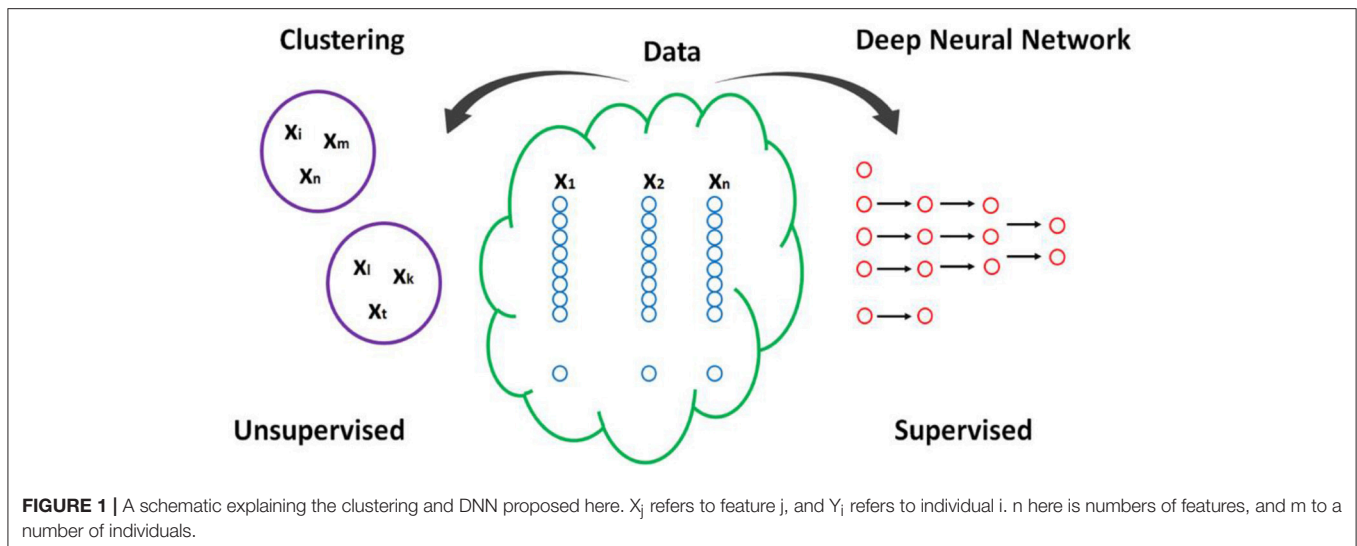 Clustering
Data
Deep Neural Network
Xi
Xm
Xn
Xl
Xk
Xt
X1
X2
Xn
Unsupervised
Supervised
FIGURE 1 | A schematic explaining the clustering and DNN proposed here. Xj refers to feature j, and Yi refers to individual i. n here is numbers of features, and m to a
number of individuals.